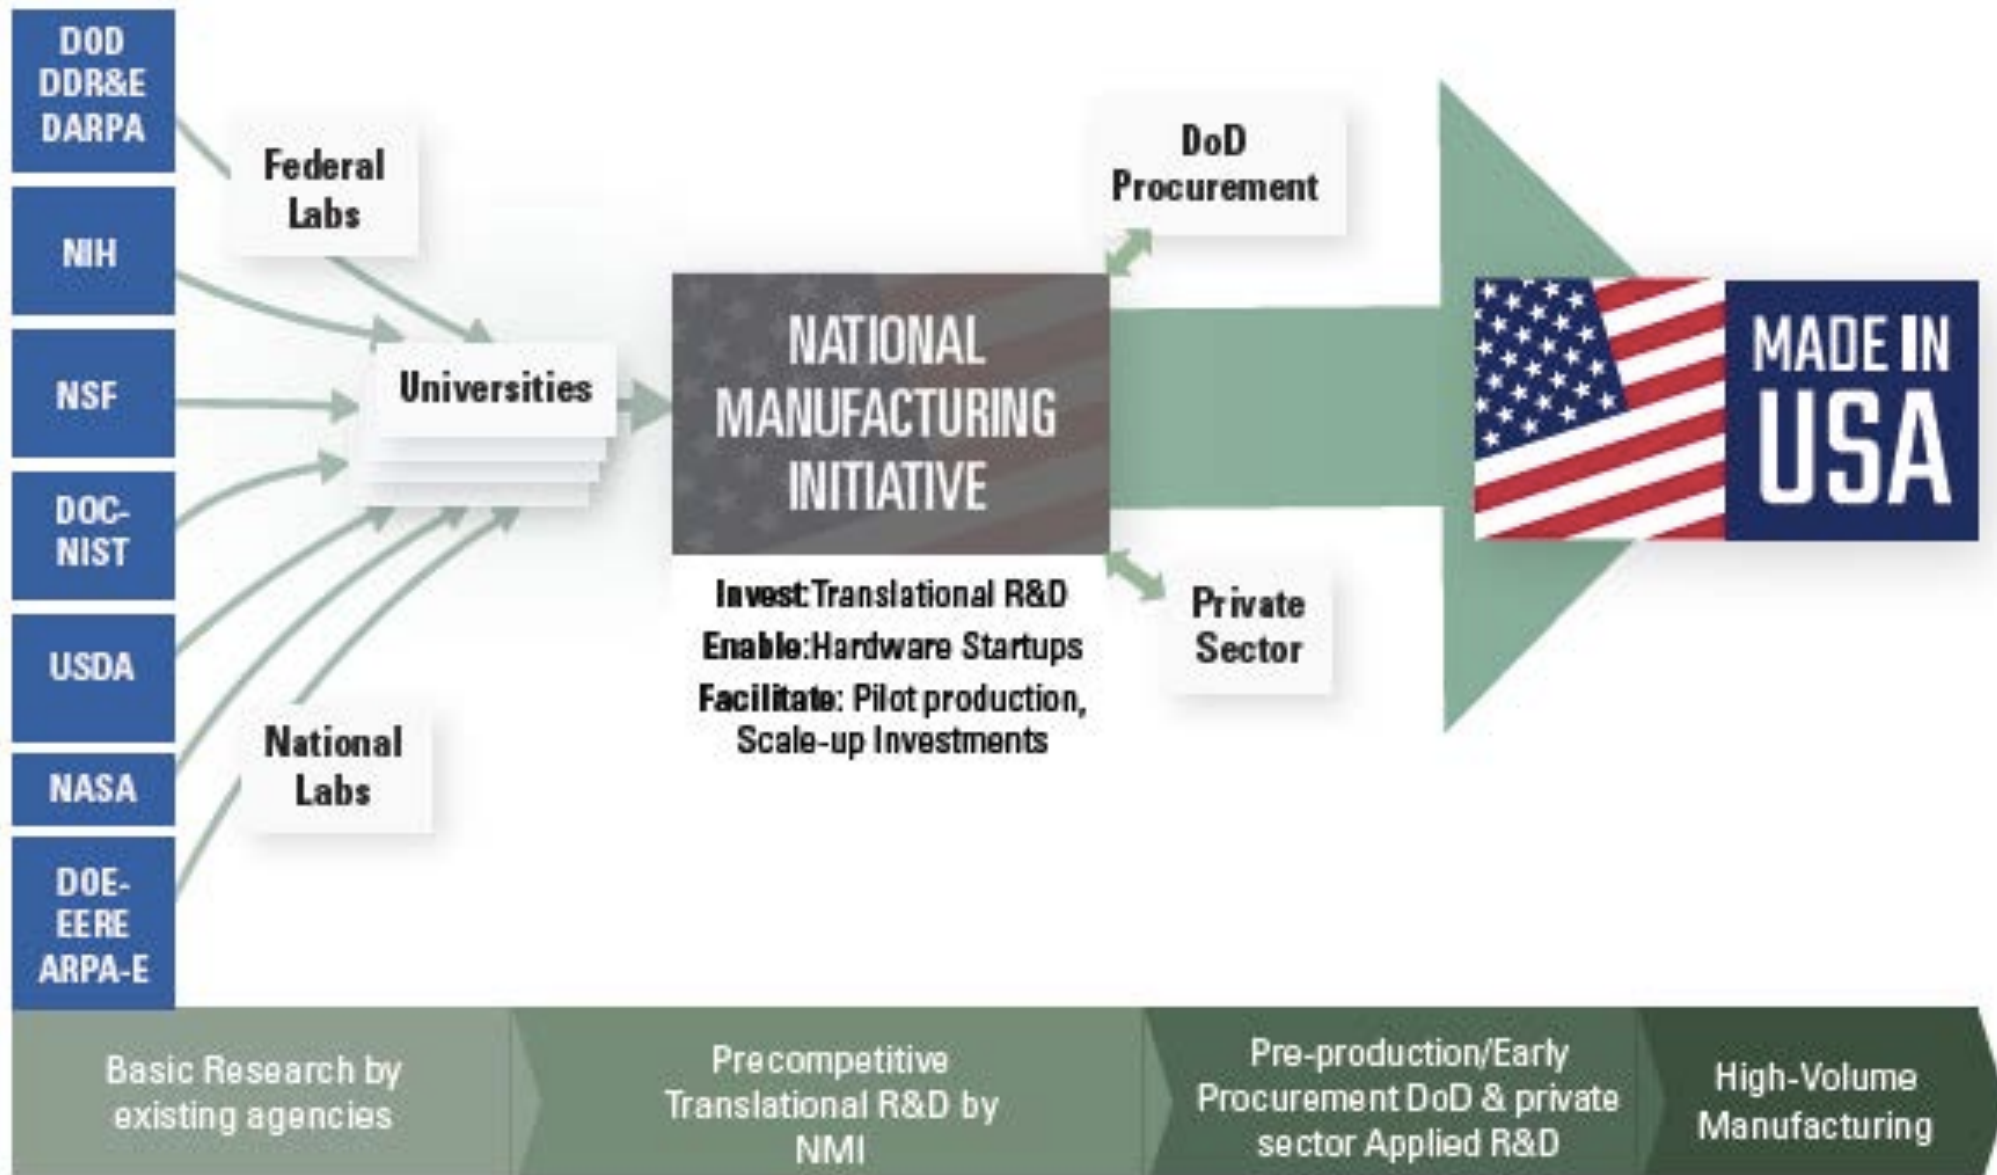 DOD
DDR&E
DARPA
NIH
NSF
DOC-
NIST
USDA
NASA
DOE-
EERE
ARPA-E
Federal
Labs
Universities
National
Labs
NATIONAL
MANUFACTURING
INITIATIVE
Invest:Translational R&D
Enable:Hardware Startups
Facilitate: Pilot production,
Scale-up Investments
DoD
Procurement
Private
Sector
MADE IN
USA
Basic Research by
existing agencies
Precompetitive
Translational R&D by
NMI
Pre-production/Early
Procurement DoD & private
sector Applied R&D
High-Volume
Manufacturing